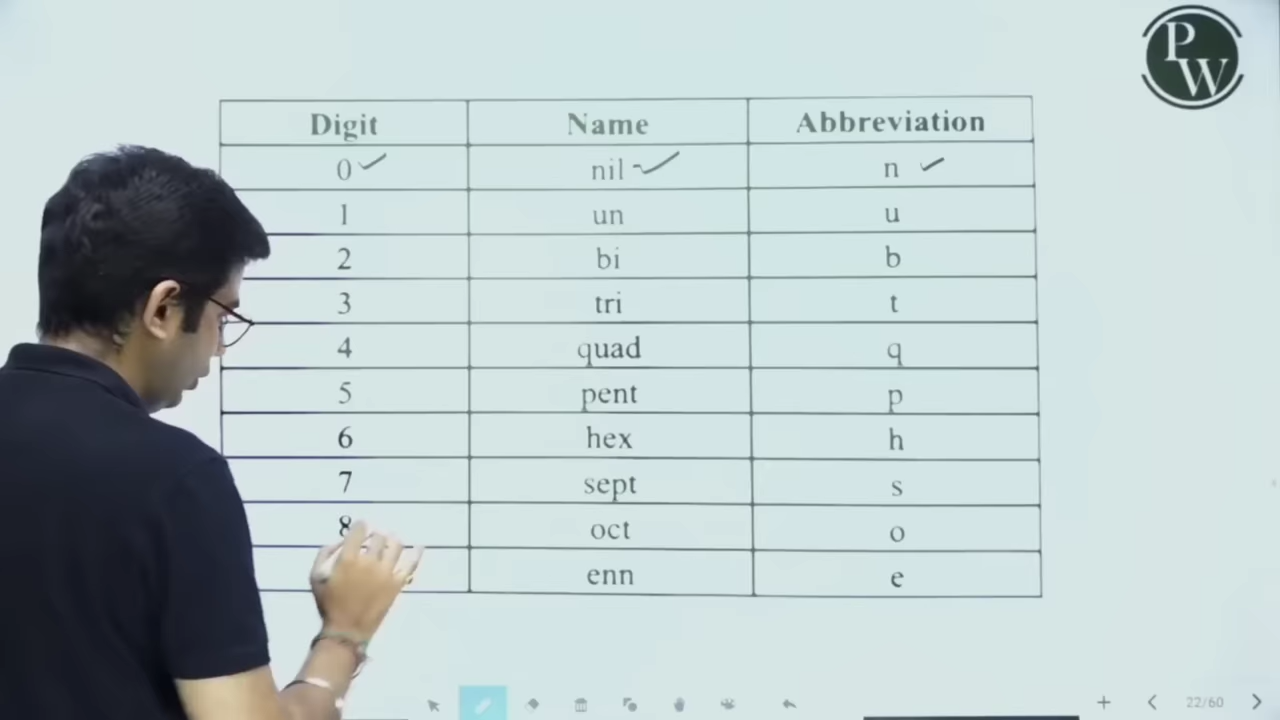 PW
Digit Name Abbreviation
0 nil n
1 un u
2 bi b
3 tri t
4 quad q
5 pent p
6 hex h
7 sept s
8 oct o
enn e
22/60